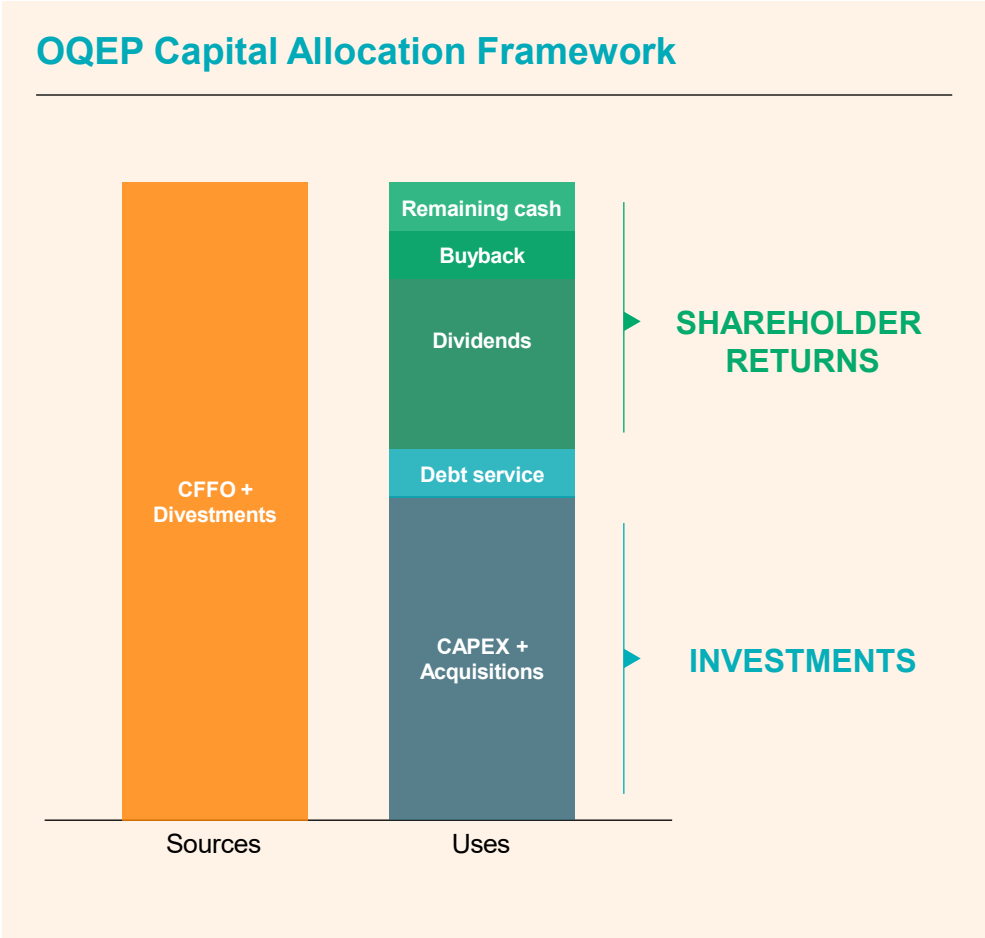 OQEP Capital Allocation Framework
CFFO +
Divestments
Remaining cash
Buyback
Dividends
Debt service
CAPEX +
Acquisitions
SHAREHOLDER
RETURNS
INVESTMENTS
Sources
Uses